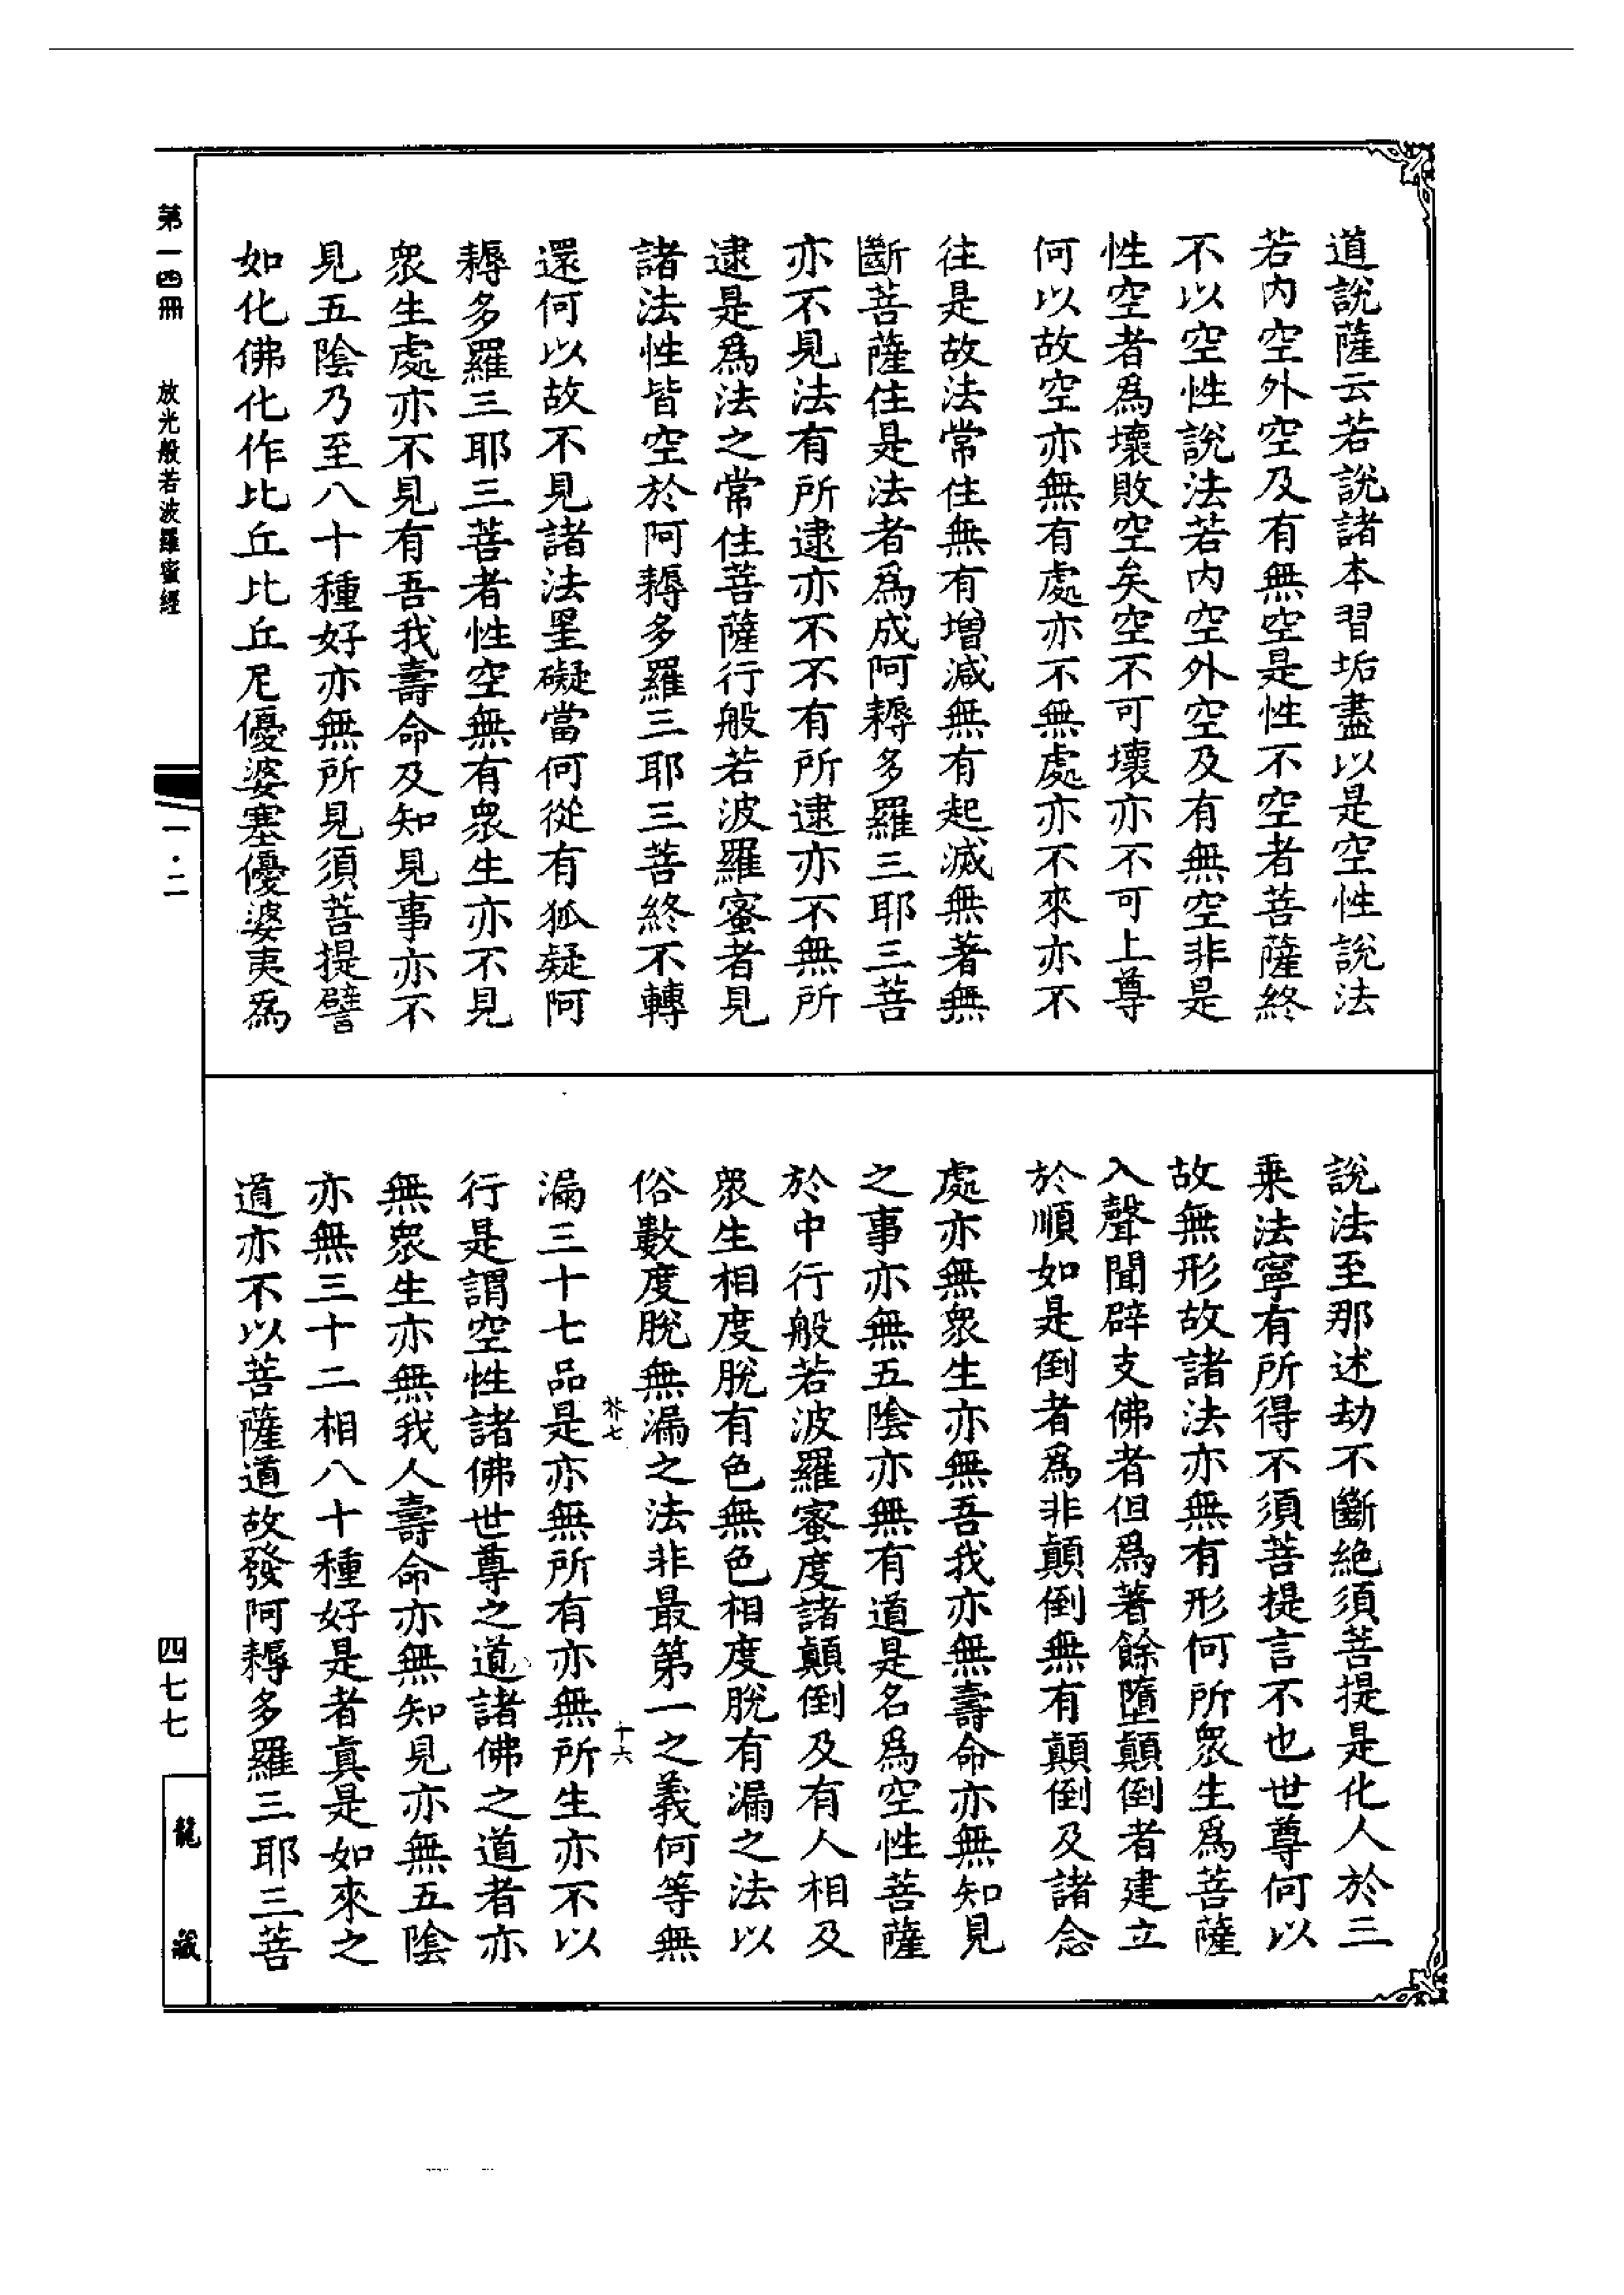 道說薩云若說諸本習垢盡以是空性說法
若內空外空及有無空是性不空者菩薩終
不以空性說法若內空外空及有無空非是
性空者爲壞敗空矣空不可壞亦不可上尊
何以故空亦無有處亦不無處亦不來亦不
往是故法常住無有增減無有起滅無著無
斷菩薩住是法者爲成阿耨多羅三耶三菩
亦不見法有所逮亦不不有所逮亦不無所
逮是爲法之常住菩薩行般若波羅蜜者見
諸法性皆空於阿耨多羅三耶三菩終不轉
還何以故不見諸法罣礙當何從有狐疑阿
耨多羅三耶三菩者性空無有衆生亦不見
衆生處亦不見有吾我壽命及知見事亦不
見五陰乃至八十種好亦無所見須菩提譬
如化佛化作比丘比丘尼優婆塞優婆夷爲
說法至那述劫不斷絶須菩提是化人於三
乗法寧有所得不須菩提言不也世尊何以
故無形故諸法亦無有形何所衆生爲菩薩
入聲聞辟支佛者但爲著餘墮顛倒者建立
於順如是倒者爲非顛倒無有顛倒及諸念
處亦無衆生亦無吾我亦無壽命亦無知見
之事亦無五陰亦無有道是名爲空性菩薩
於中行般若波羅蜜度諸顛倒及有人相及
衆生相度脫有色無色相度脫有漏之法以
俗數度脫無漏之法非最第一之義何等無
漏三十七品是亦無所有亦無所生亦不以
行是謂空性諸佛世尊之道諸佛之道者亦
無衆生亦無我人壽命亦無知見亦無五陰
亦無三十二相八十種好是者眞是如來之
道亦不以菩薩道故發阿耨多羅三耶三菩
七
十六
第一四冊
放光般若波羅蜜經
一·二
四七七
龍藏